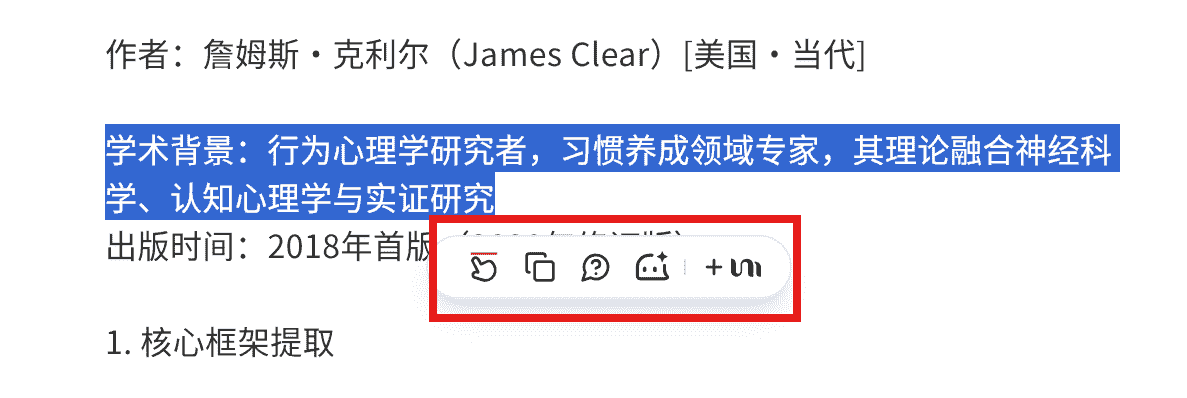 作者：詹姆斯・克利尔（James Clear）[美国・当代]
学术背景：行为心理学研究者，习惯养成领域专家，其理论融合神经科
学、认知心理学与实证研究
出版时间：2018年首版
1. 核心框架提取